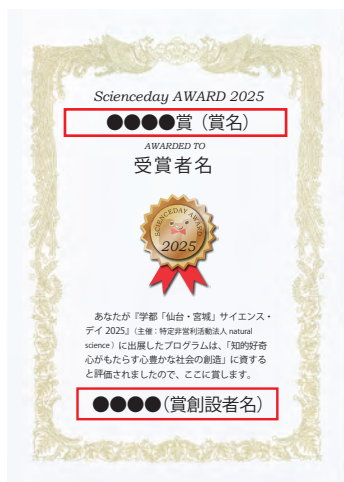 Scienceday AWARD 2025
●●●●賞（賞名）
AWARDED TO
受賞者名
SCIENCEDAY AWARD
2025
あなたが『学都「仙台・宮城」サイエンス・
デイ 2025』（主催：特定非営利活動法人 natural
science ）に出展したプログラムは、「知的好奇
心がもたらす心豊かな社会の創造」に資する
と評価されましたので、ここに賞します。
●●●●（賞創設者名）